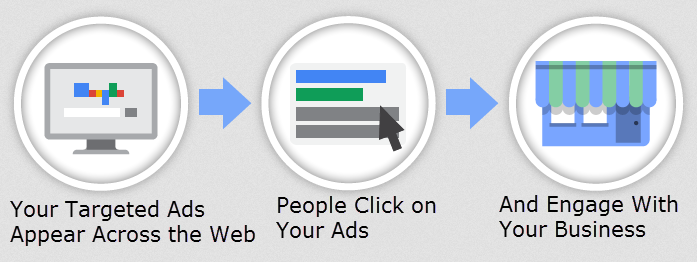 Your Targeted Ads
Appear Across the Web
People Click on
Your Ads
And Engage With
Your Business